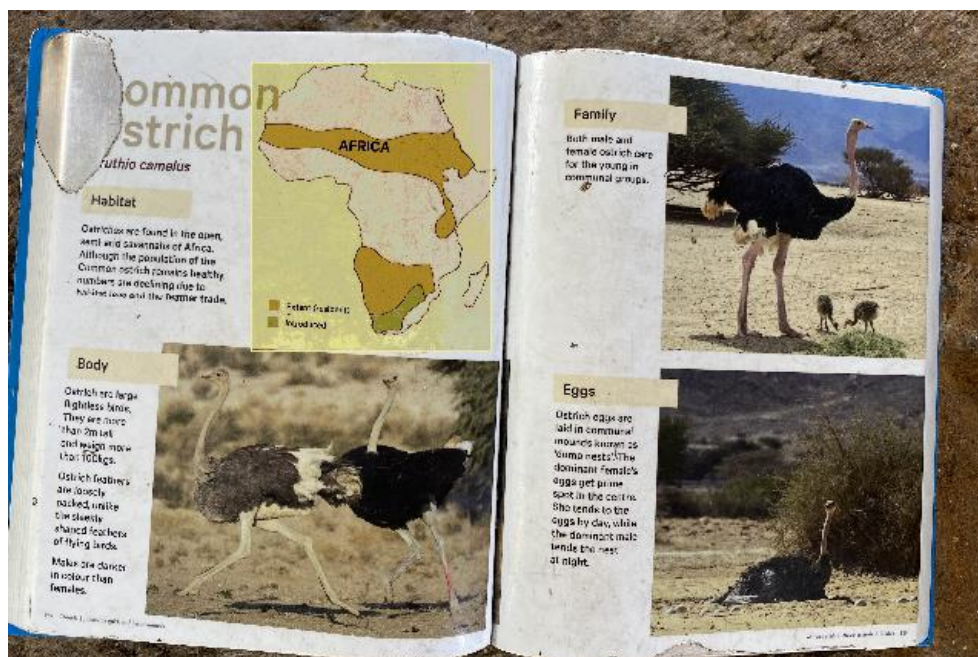 ommon
strich
ruthio camelus
Habitat
Ostriches are found in the open,
semi arid savannahs of Africa.
Although the population of the
Common ostrich remains healthy,
numbers are declining due to
habitat loss and the
trade.
AFRICA
Extant (resident)
Introduced
Body
Ostrich are large
flightless birds.
They are more
than 2m tall
and weigh more
than 100kgs.
Ostrich feathers
are loosely
packed, unlike
the sleekly
shaped feathers
of flying birds.
Males are darker
in colour than
females.
Family
Both male and
female ostrich care
for the young in
communal groups.
Eggs
Ostrich eggs are
laid in communal
mounds known as
'dump nests'. The
dominant female's
eggs get prime
spot in the centre.
She tends to the
eggs by day, while
the dominant male
tends the nest
at night.